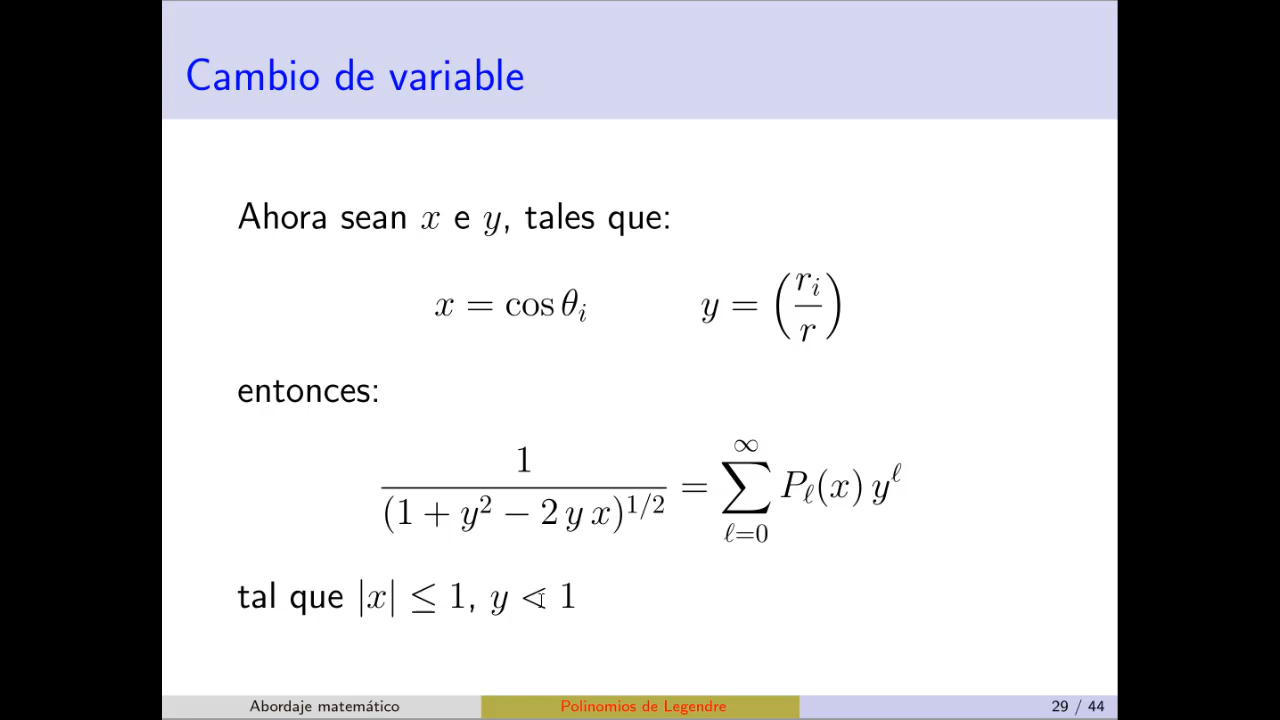 Cambio de variable
Ahora sean x e y, tales que:
x = cos θ_i    y = (r_i / r)
entonces:
1 / (1 + y² − 2 y x)^{1/2} = ∑_{ℓ=0}^{∞} P_ℓ(x) y^ℓ
tal que |x| ≤ 1, y < 1
Abordaje matemático    Polinomios de Legendre    29 / 44